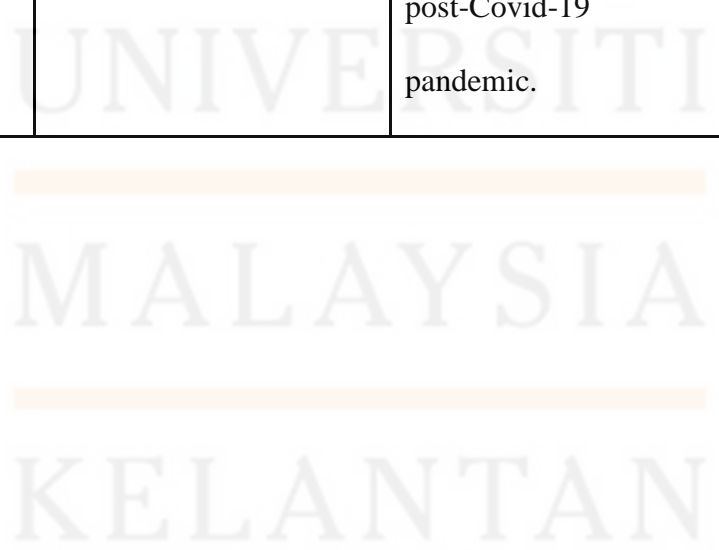 post-Covid-19
UNIVERSITI
pandemic.
MALAYSIA
KELANTAN